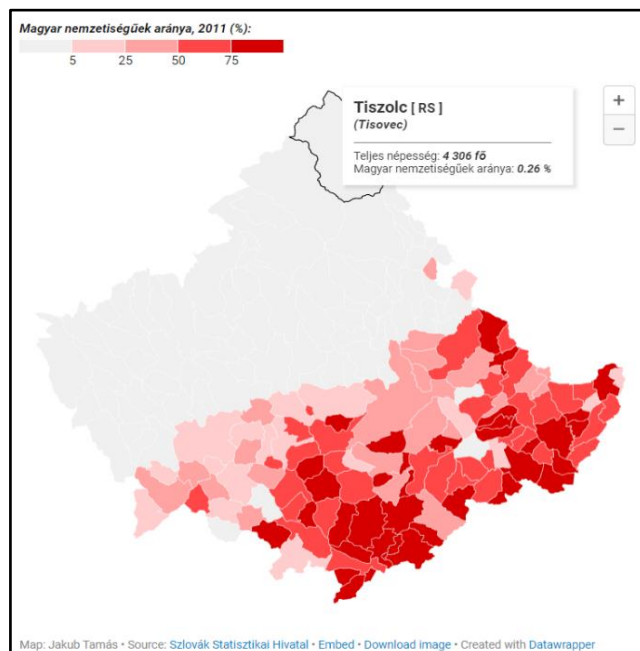 Magyar nemzetiségűek aránya, 2011 (%):
5 25 50 75
Tiszolc [ RS ]
(Tisovec)
Teljes népesség: 4 306 fő
Magyar nemzetiségűek aránya: 0.26 %
+
−
Map: Jakub Tamás • Source: Szlovák Statisztikai Hivatal • Embed • Download image • Created with Datawrapper